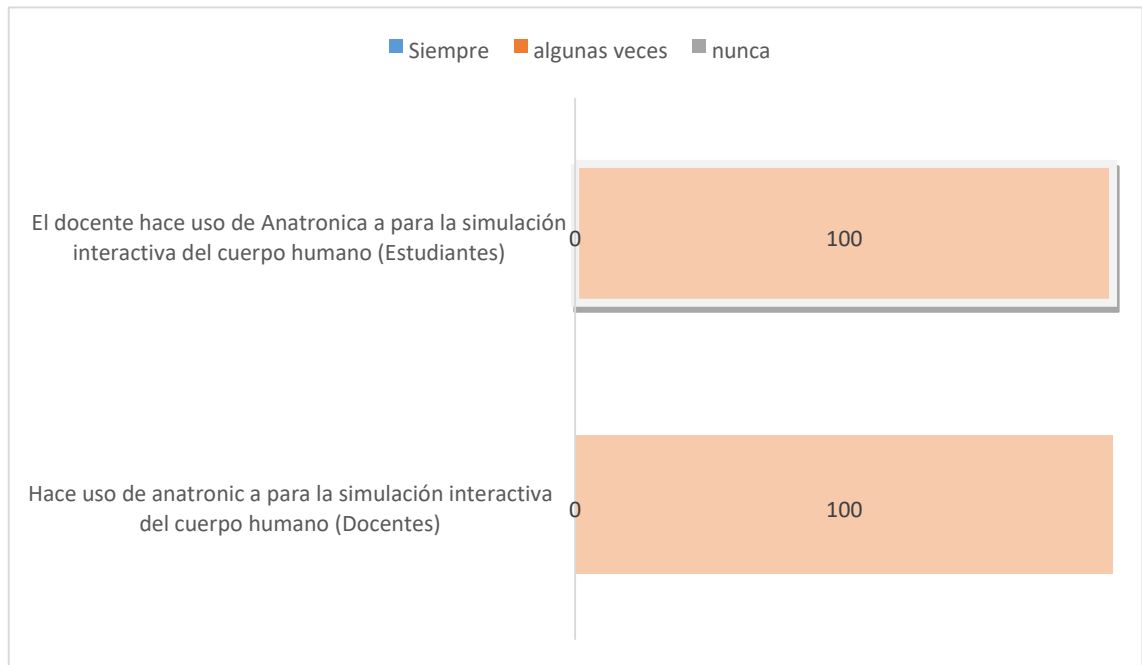 Siempre algunas veces nunca
El docente hace uso de Anatronica a para la simulación
interactiva del cuerpo humano (Estudiantes)
0 100
Hace uso de anatronic a para la simulación interactiva
del cuerpo humano (Docentes)
0 100